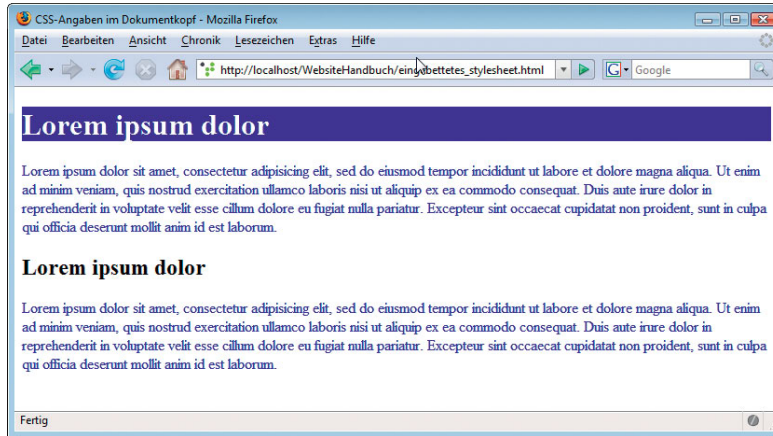 CSS-Angaben im Dokumentkopf - Mozilla Firefox
Datei Bearbeiten Ansicht Chronik Lesezeichen Extras Hilfe
http://localhost/WebsiteHandbuch/eingebettetes_stylesheet.html G Google
Lorem ipsum dolor
Lorem ipsum dolor sit amet, consectetur adipisicing elit, sed do eiusmod tempor incididunt ut labore et dolore magna aliqua. Ut enim
ad minim veniam, quis nostrud exercitation ullamco laboris nisi ut aliquip ex ea commodo consequat. Duis aute irure dolor in
reprehenderit in voluptate velit esse cillum dolore eu fugiat nulla pariatur. Excepteur sint occaecat cupidatat non proident, sunt in culpa
qui officia deserunt mollit anim id est laborum.
Lorem ipsum dolor
Lorem ipsum dolor sit amet, consectetur adipisicing elit, sed do eiusmod tempor incididunt ut labore et dolore magna aliqua. Ut enim
ad minim veniam, quis nostrud exercitation ullamco laboris nisi ut aliquip ex ea commodo consequat. Duis aute irure dolor in
reprehenderit in voluptate velit esse cillum dolore eu fugiat nulla pariatur. Excepteur sint occaecat cupidatat non proident, sunt in culpa
qui officia deserunt mollit anim id est laborum.
Fertig